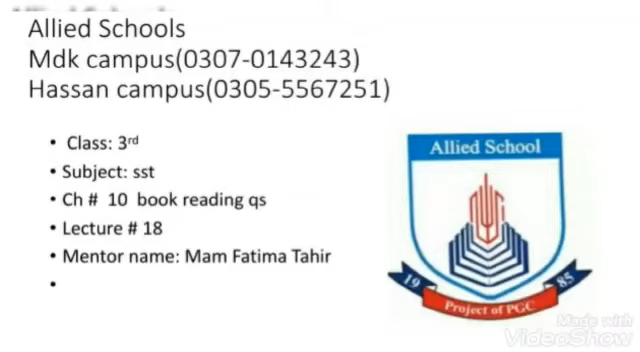 Allied Schools
Mdk campus(0307-0143243)
Hassan campus(0305-5567251)
• Class: 3rd
• Subject: sst
• Ch # 10 book reading qs
• Lecture # 18
• Mentor name: Mam Fatima Tahir
•
Allied School
19 85
Project of PGC
Made with
VideoShow